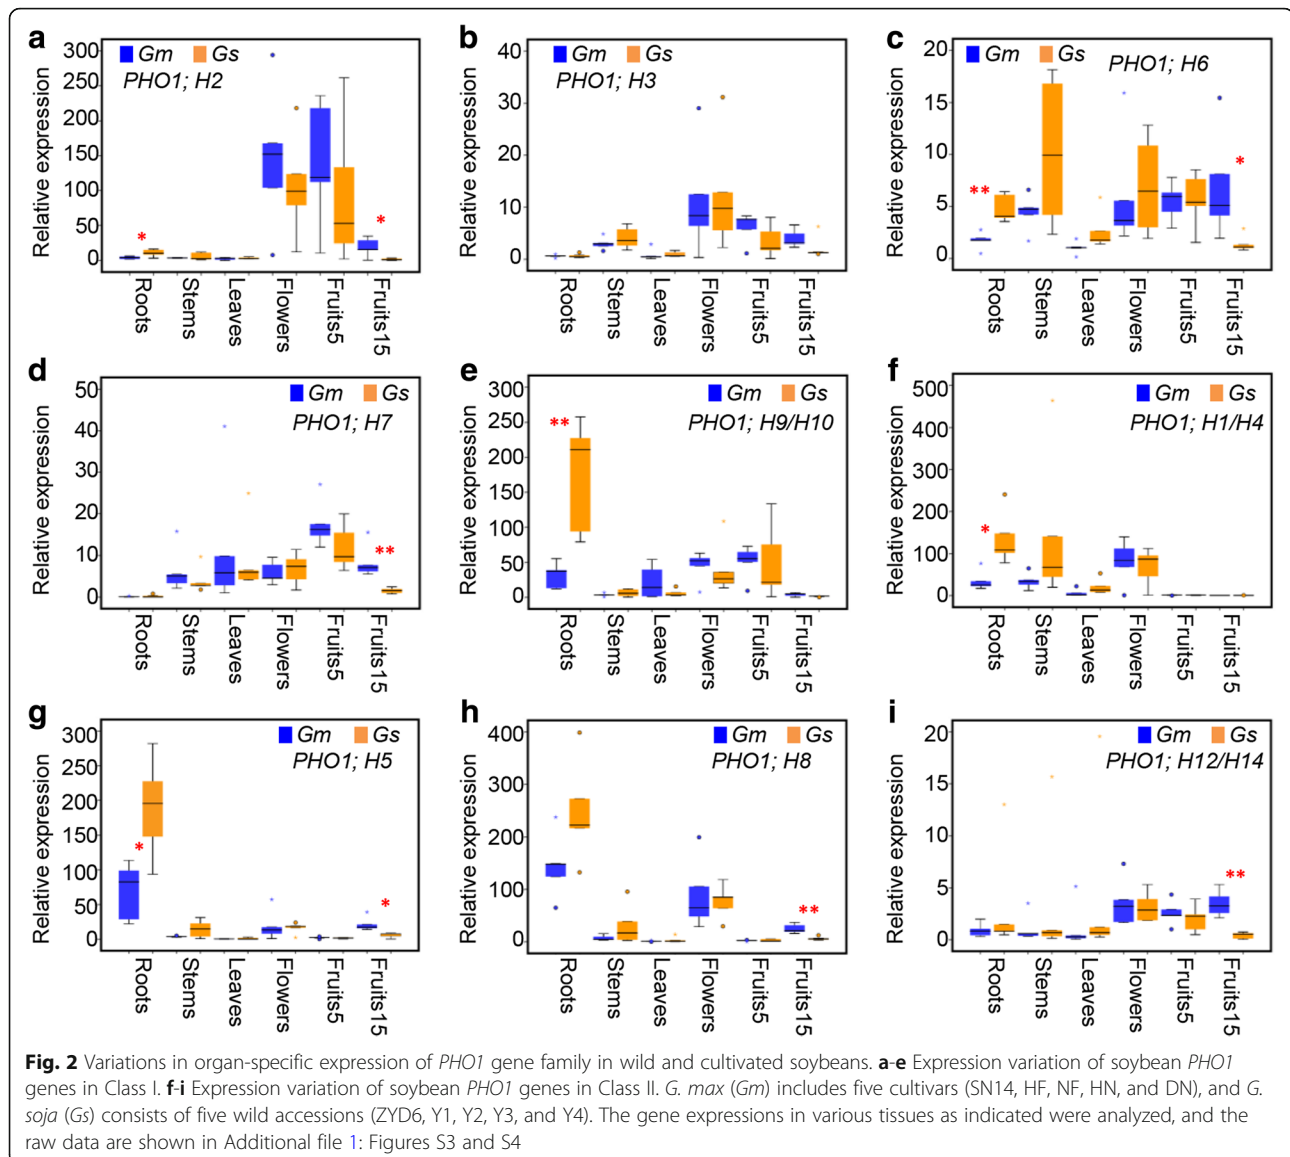 a
300
250
200
150
100
50
0
Relative expression
Gm Gs
PHO1; H2
*
*
Roots
Stems
Leaves
Flowers
Fruits5
Fruits15
b
40
30
20
10
0
Relative expression
Gm Gs
PHO1; H3
Roots
Stems
Leaves
Flowers
Fruits5
Fruits15
c
20
15
10
5
0
Relative expression
Gm Gs
PHO1; H6
**
*
Roots
Stems
Leaves
Flowers
Fruits5
Fruits15
d
50
40
30
20
10
0
Relative expression
Gm Gs
PHO1; H7
**
Roots
Stems
Leaves
Flowers
Fruits5
Fruits15
e
300
250
200
150
100
50
0
Relative expression
Gm Gs
PHO1; H9/H10
**
Roots
Stems
Leaves
Flowers
Fruits5
Fruits15
f
500
400
300
200
100
0
Relative expression
Gm Gs
PHO1; H1/H4
*
Roots
Stems
Leaves
Flowers
Fruits5
Fruits15
g
300
250
200
150
100
50
0
Relative expression
Gm Gs
PHO1; H5
*
*
Roots
Stems
Leaves
Flowers
Fruits5
Fruits15
h
400
300
200
100
0
Relative expression
Gm Gs
PHO1; H8
**
Roots
Stems
Leaves
Flowers
Fruits5
Fruits15
i
20
15
10
5
0
Relative expression
Gm Gs
PHO1; H12/H14
**
Roots
Stems
Leaves
Flowers
Fruits5
Fruits15
Fig. 2 Variations in organ-specific expression of PHO1 gene family in wild and cultivated soybeans. a-e Expression variation of soybean PHO1
genes in Class I. f-i Expression variation of soybean PHO1 genes in Class II. G. max (Gm) includes five cultivars (SN14, HF, NF, HN, and DN), and G.
soja (Gs) consists of five wild accessions (ZYD6, Y1, Y2, Y3, and Y4). The gene expressions in various tissues as indicated were analyzed, and the
raw data are shown in Additional file 1: Figures S3 and S4